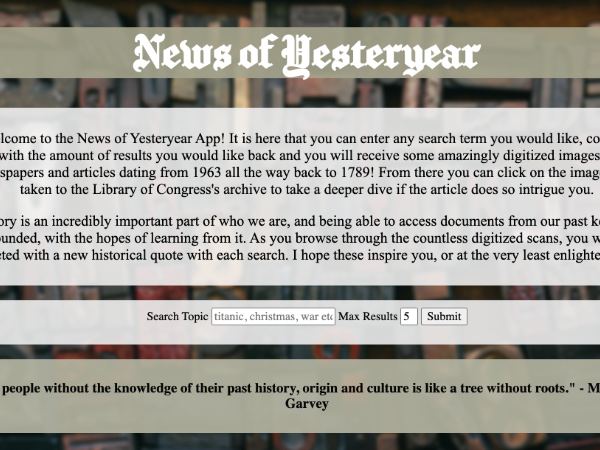 News of Yesteryear
lcome to the News of Yesteryear App! It is here that you can enter any search term you would like, co
with the amount of results you would like back and you will receive some amazingly digitized images
spapers and articles dating from 1963 all the way back to 1789! From there you can click on the imag
taken to the Library of Congress's archive to take a deeper dive if the article does so intrigue you.
ory is an incredibly important part of who we are, and being able to access documents from our past k
unded, with the hopes of learning from it. As you browse through the countless digitized scans, you w
ted with a new historical quote with each search. I hope these inspire you, or at the very least enlighte
Search Topic titanic, christmas, war etc Max Results 5 Submit
people without the knowledge of their past history, origin and culture is like a tree without roots." - M
Garvey